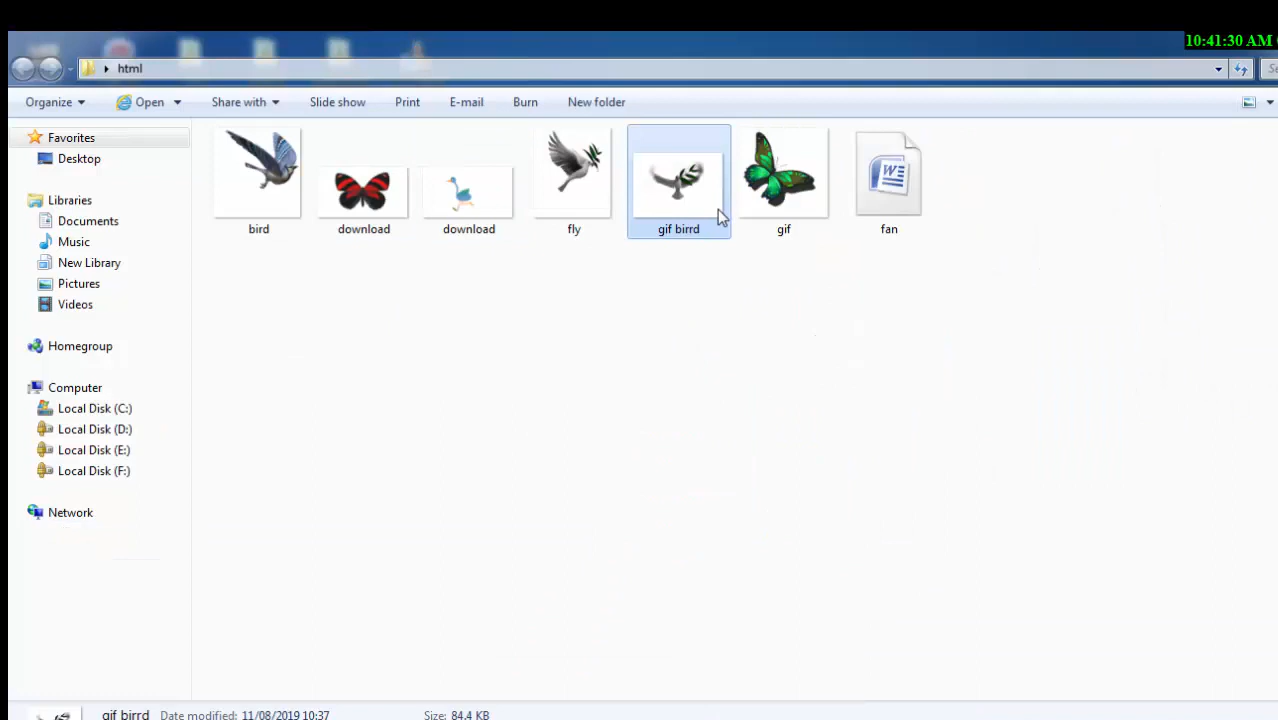 10:41:30 AM
html
Organize Open Share with Slide show Print E-mail Burn New folder
Favorites
Desktop
Libraries
Documents
Music
New Library
Pictures
Videos
Homegroup
Computer
Local Disk (C:)
Local Disk (D:)
Local Disk (E:)
Local Disk (F:)
Network
bird download download fly gif birrd gif fan
gif birrd Date modified: 11/08/2019 10:37 Size: 84.4 KB